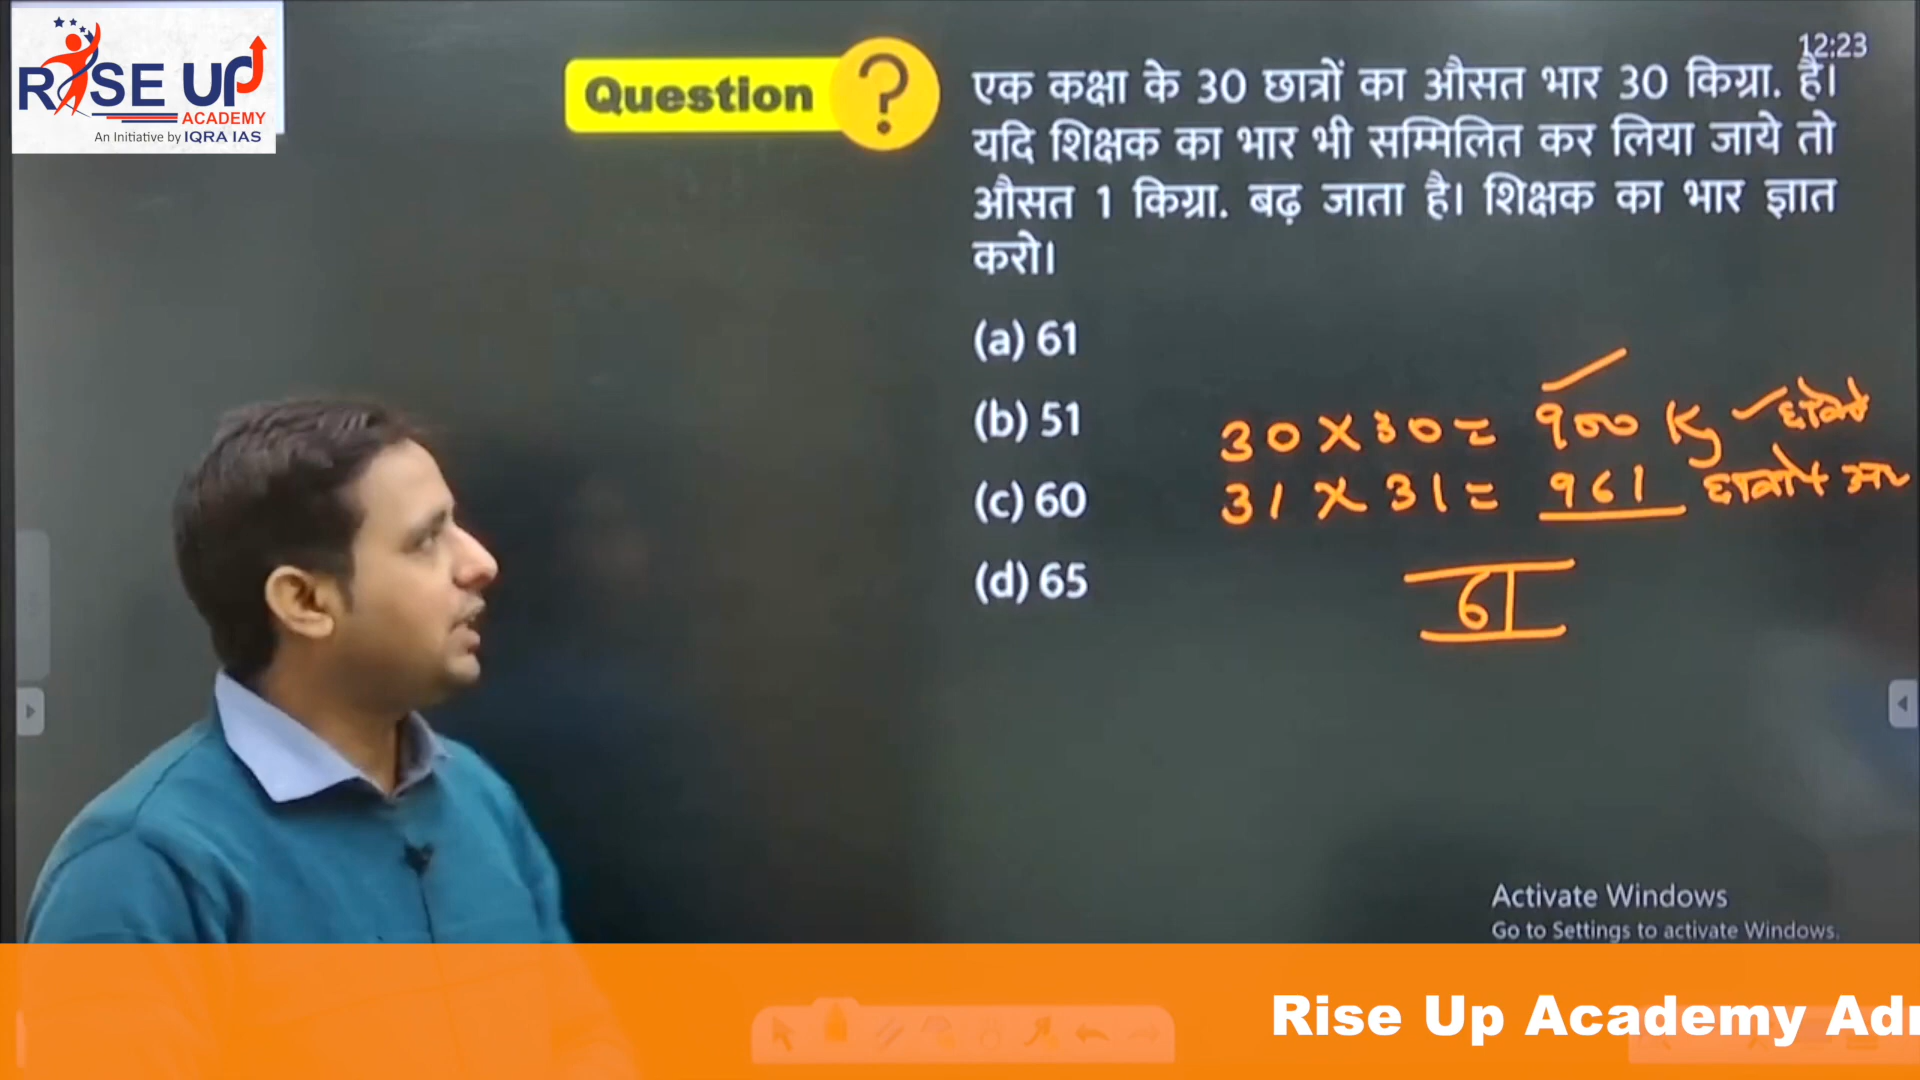 RISE UP
ACADEMY
An Initiative by IQRA IAS
Question ?
12:23
एक कक्षा के 30 छात्रों का औसत भार 30 किग्रा. है।
यदि शिक्षक का भार भी सम्मिलित कर लिया जाये तो
औसत 1 किग्रा. बढ़ जाता है। शिक्षक का भार ज्ञात
करो।
(a) 61
(b) 51
(c) 60
(d) 65
30 × 30 = 900 Kg
31 × 31 = 961
61
Activate Windows
Go to Settings to activate Windows.
Rise Up Academy